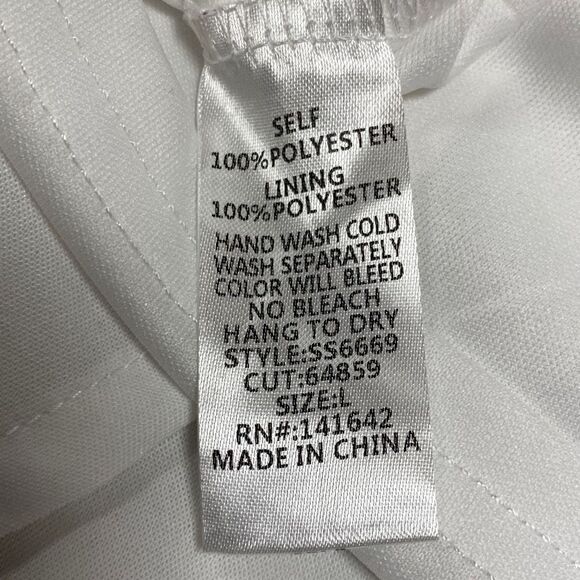 SELF
100%POLYESTER
LINING
100%POLYESTER
HAND WASH COLD
WASH SEPARATELY
COLOR WILL BLEED
NO BLEACH
HANG TO DRY
STYLE:SS6669
CUT:64859
SIZE:L
RN#:141642
MADE IN CHINA